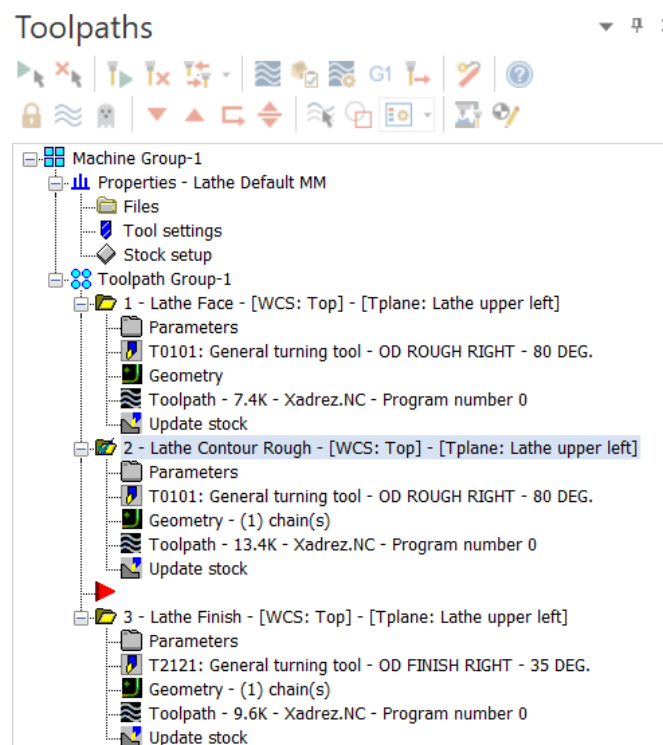 Toolpaths
G1
Machine Group-1
Properties - Lathe Default MM
Files
Tool settings
Stock setup
Toolpath Group-1
1 - Lathe Face - [WCS: Top] - [Tplane: Lathe upper left]
Parameters
T0101: General turning tool - OD ROUGH RIGHT - 80 DEG.
Geometry
Toolpath - 7.4K - Xadrez.NC - Program number 0
Update stock
2 - Lathe Contour Rough - [WCS: Top] - [Tplane: Lathe upper left]
Parameters
T0101: General turning tool - OD ROUGH RIGHT - 80 DEG.
Geometry - (1) chain(s)
Toolpath - 13.4K - Xadrez.NC - Program number 0
Update stock
3 - Lathe Finish - [WCS: Top] - [Tplane: Lathe upper left]
Parameters
T2121: General turning tool - OD FINISH RIGHT - 35 DEG.
Geometry - (1) chain(s)
Toolpath - 9.6K - Xadrez.NC - Program number 0
Update stock